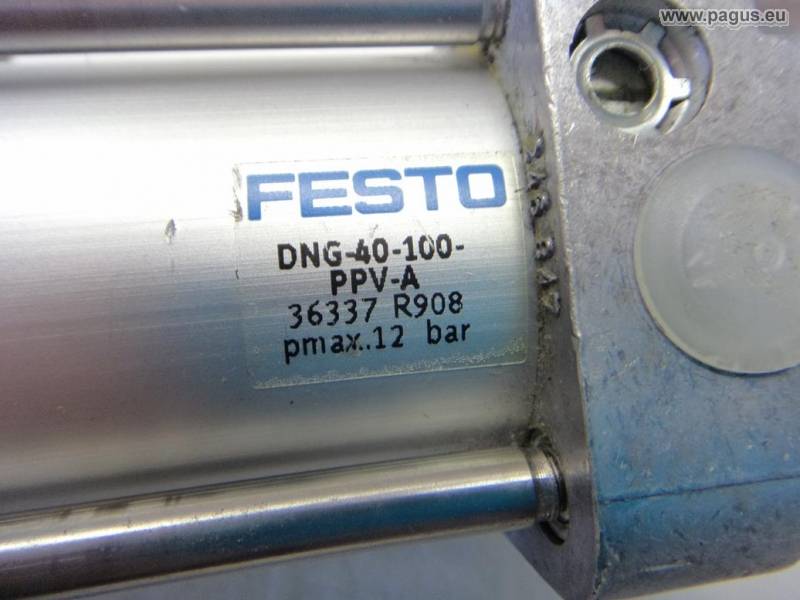 www.pagus.eu
FESTO
DNG-40-100-
PPV-A
36337 R908
pmax..12 bar